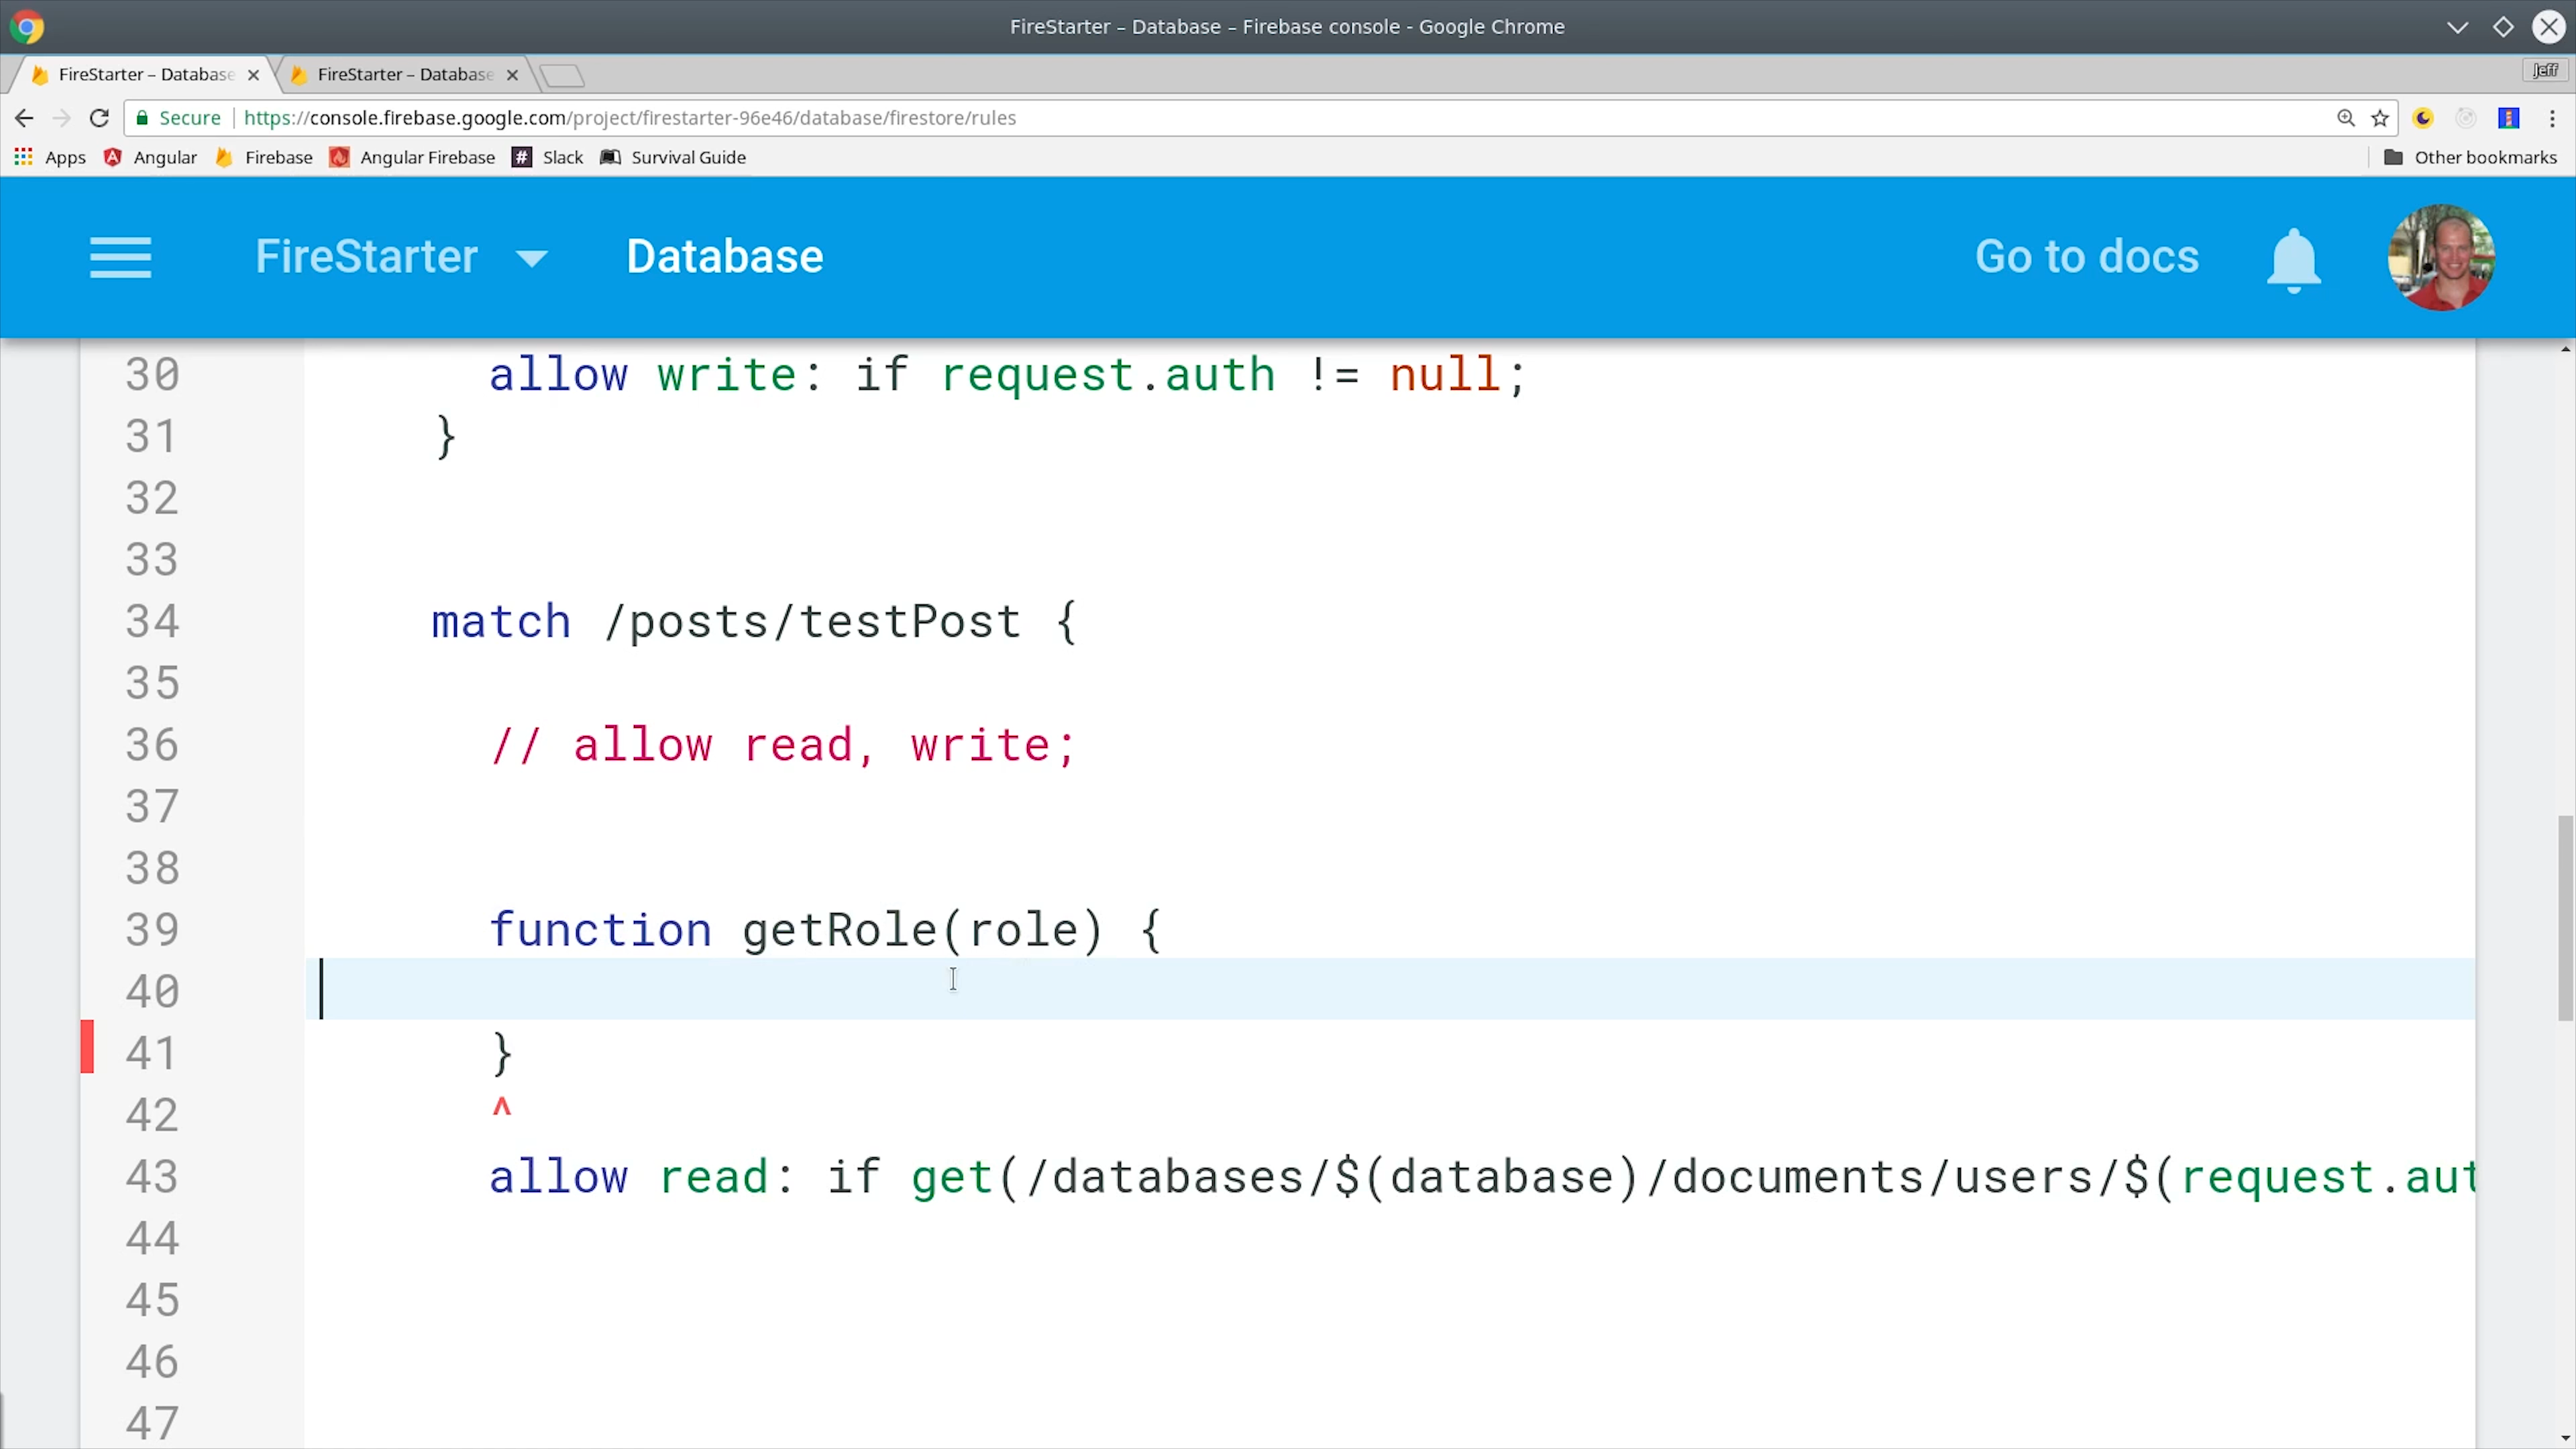 FireStarter – Database – Firebase console - Google Chrome
FireStarter – Database
FireStarter – Database
Jeff
Secure
https://console.firebase.google.com/project/firestarter-96e46/database/firestore/rules
Apps
Angular
Firebase
Angular Firebase
# Slack
Survival Guide
Other bookmarks
FireStarter
Database
Go to docs
30 allow write: if request.auth != null;
31 }
32
33
34 match /posts/testPost {
35
36 // allow read, write;
37
38
39 function getRole(role) {
40
41 }
42 ^
43 allow read: if get(/databases/$(database)/documents/users/$(request.aut
44
45
46
47